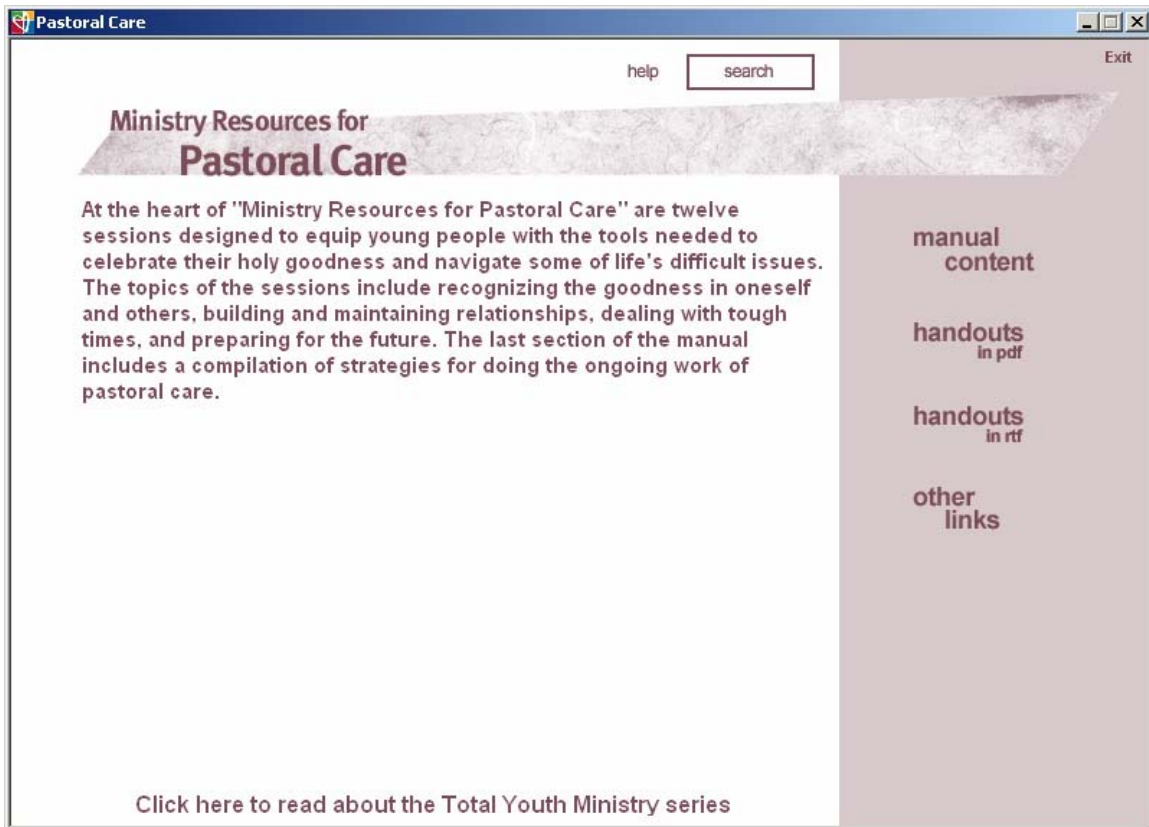 Pastoral Care
Exit
help
search
Ministry Resources for
Pastoral Care
At the heart of "Ministry Resources for Pastoral Care" are twelve
sessions designed to equip young people with the tools needed to
celebrate their holy goodness and navigate some of life's difficult issues.
The topics of the sessions include recognizing the goodness in oneself
and others, building and maintaining relationships, dealing with tough
times, and preparing for the future. The last section of the manual
includes a compilation of strategies for doing the ongoing work of
pastoral care.
manual
content
handouts
in pdf
handouts
in rtf
other
links
Click here to read about the Total Youth Ministry series